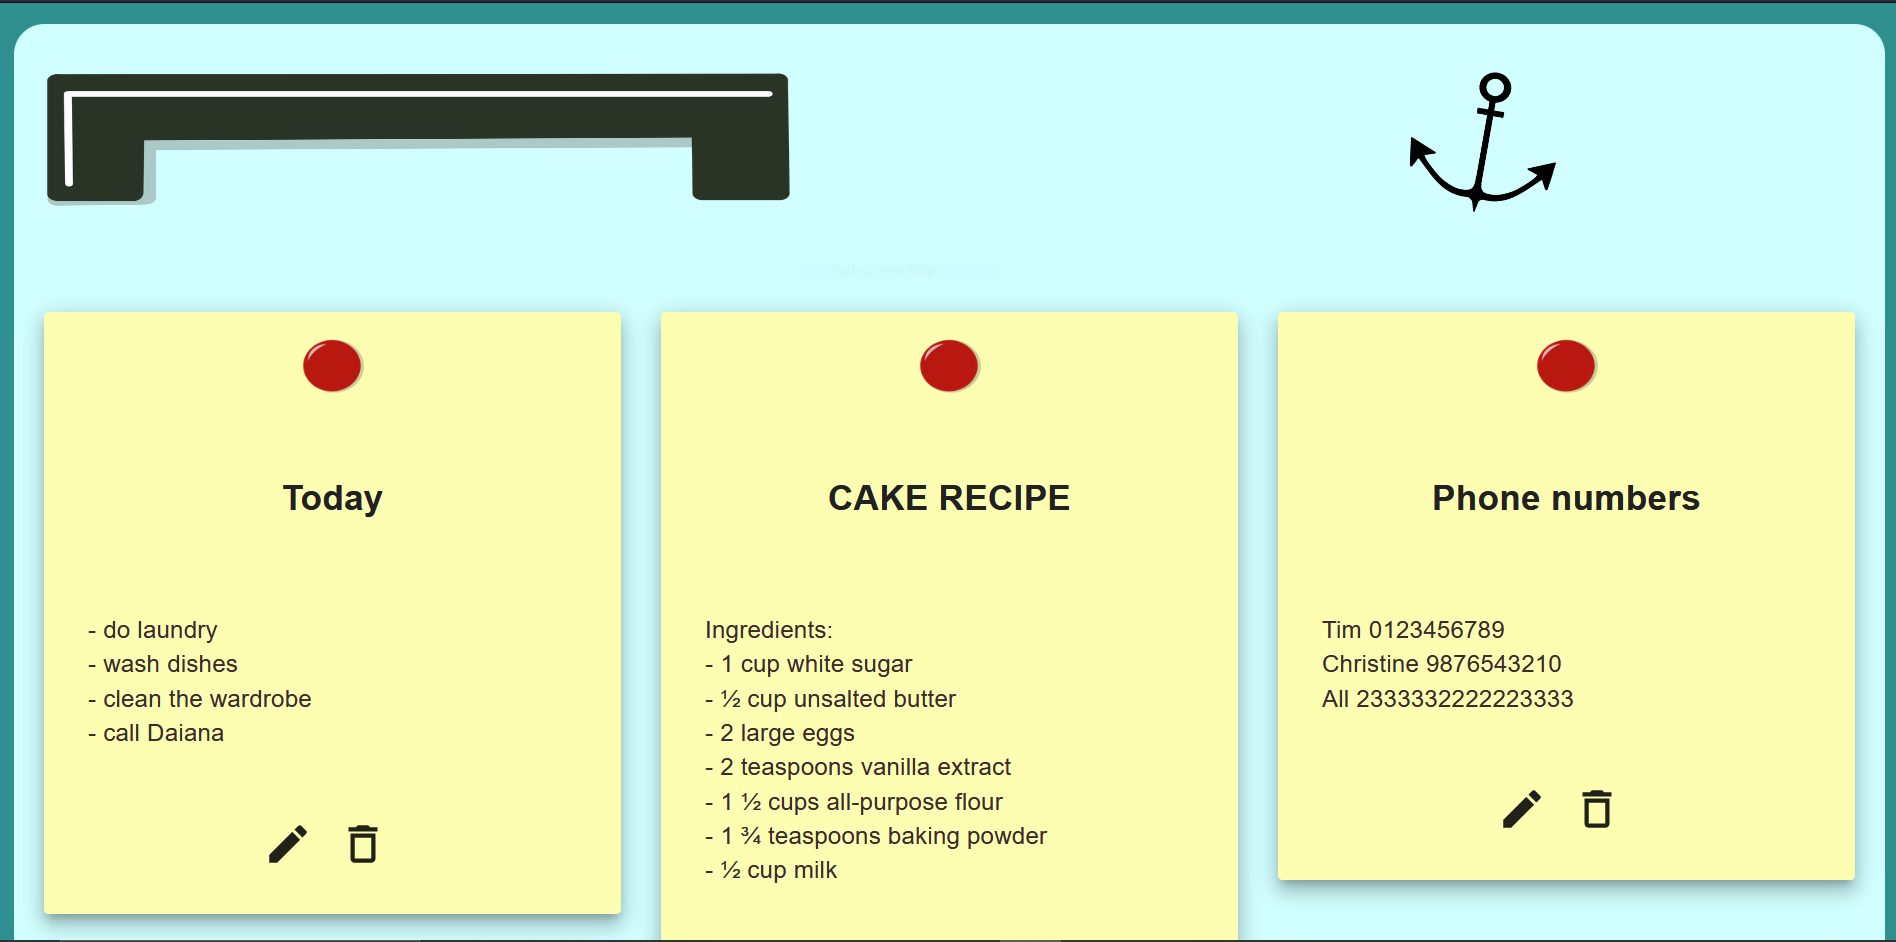 Full-screen Snip
Today
- do laundry
- wash dishes
- clean the wardrobe
- call Daiana
CAKE RECIPE
Ingredients:
- 1 cup white sugar
- ½ cup unsalted butter
- 2 large eggs
- 2 teaspoons vanilla extract
- 1 ½ cups all-purpose flour
- 1 ¾ teaspoons baking powder
- ½ cup milk
Phone numbers
Tim 0123456789
Christine 9876543210
All 2333332222223333